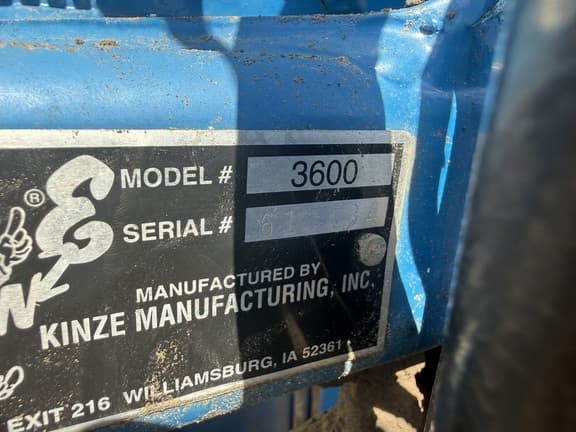 ®
MODEL # 3600
SERIAL #
MANUFACTURED BY
KINZE MANUFACTURING, INC.
EXIT 216 WILLIAMSBURG, IA 52361